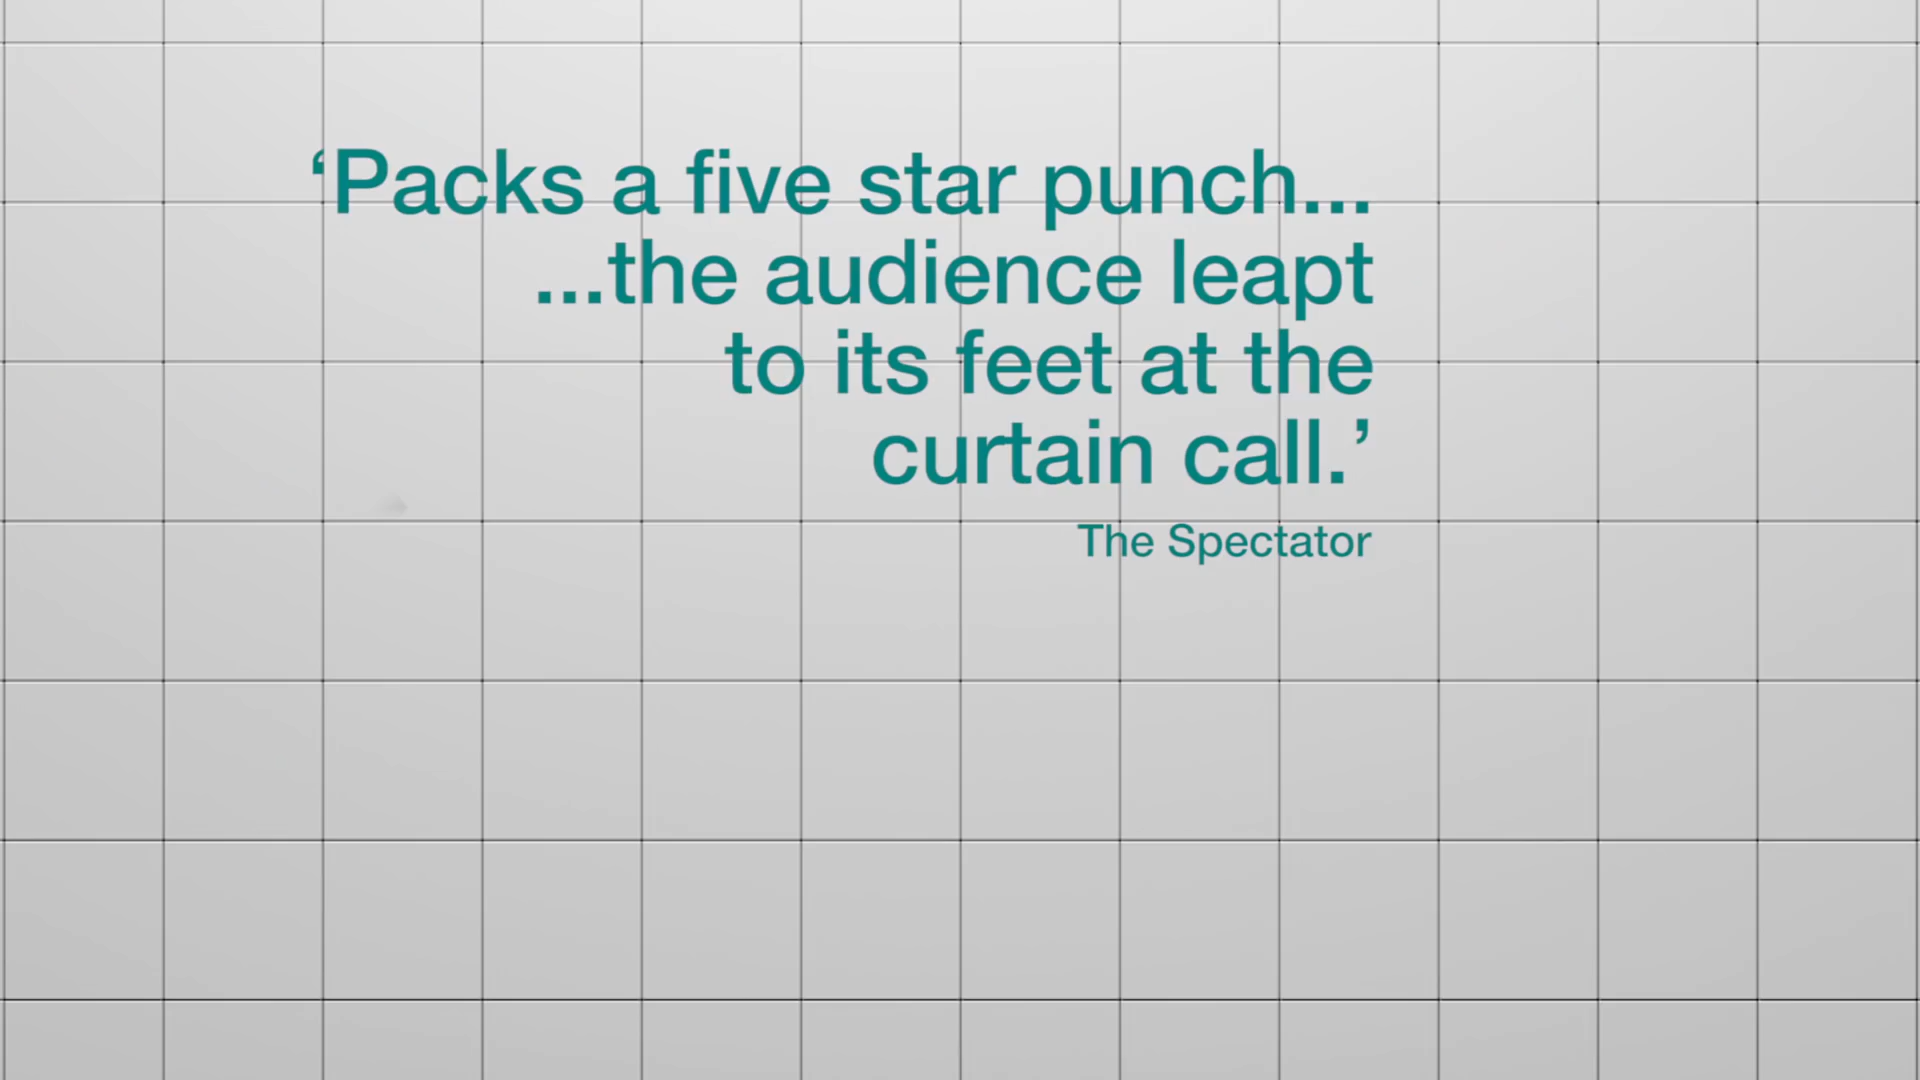 ‘Packs a five star punch...
...the audience leapt
to its feet at the
curtain call.’
The Spectator